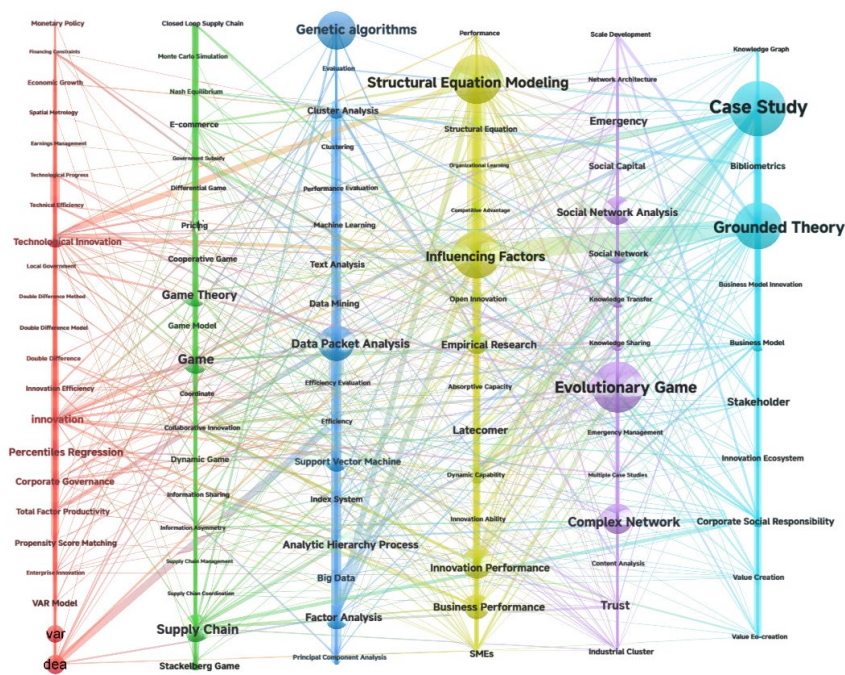 Monetary Policy
Financing Constraints
Economic Growth
Spatial Metrology
Earnings Management
Technological Progress
Technical Efficiency
Technological Innovation
Local Government
Double Difference Method
Double Difference Model
Double Difference
Innovation Efficiency
innovation
Percentiles Regression
Corporate Governance
Total Factor Productivity
Propensity Score Matching
Enterprise Innovation
VAR Model
var
dea
Closed Loop Supply Chain
Monte Carlo Simulation
Nash Equilibrium
E-commerce
Government Subsidy
Differential Game
Pricing
Cooperative Game
Game Theory
Game Model
Game
Coordinate
Collaborative Innovation
Dynamic Game
Information Sharing
Information Asymmetry
Supply Chain Management
Supply Chain Coordination
Supply Chain
Stackelberg Game
Genetic algorithms
Evaluation
Cluster Analysis
Clustering
Performance Evaluation
Machine Learning
Text Analysis
Data Mining
Data Packet Analysis
Efficiency Evaluation
Efficiency
Support Vector Machine
Index System
Analytic Hierarchy Process
Big Data
Factor Analysis
Principal Component Analysis
Performance
Structural Equation Modeling
Structural Equation
Organizational Learning
Competitive Advantage
Influencing Factors
Open Innovation
Empirical Research
Absorptive Capacity
Latecomer
Dynamic Capability
Innovation Ability
Innovation Performance
Business Performance
SMEs
Scale Development
Network Architecture
Emergency
Social Capital
Social Network Analysis
Social Network
Knowledge Transfer
Knowledge Sharing
Evolutionary Game
Emergency Management
Multiple Case Studies
Complex Network
Content Analysis
Trust
Industrial Cluster
Knowledge Graph
Case Study
Bibliometrics
Grounded Theory
Business Model Innovation
Business Model
Stakeholder
Innovation Ecosystem
Corporate Social Responsibility
Value Creation
Value Co-creation